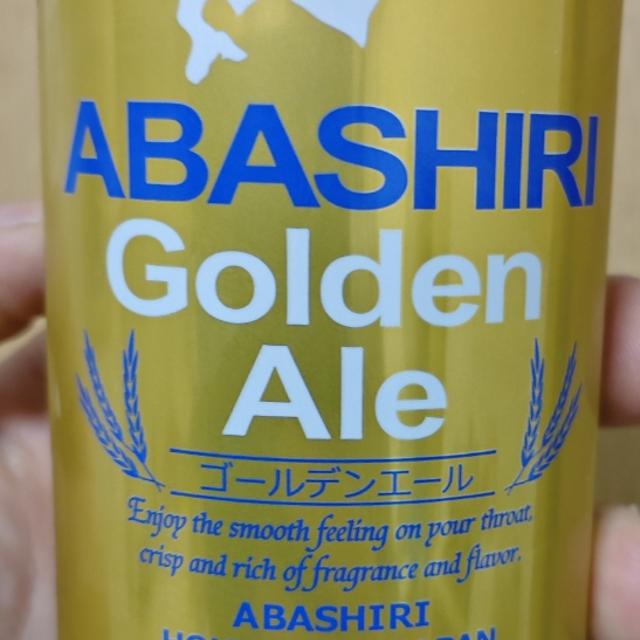 ABASHIRI
Golden
Ale
ゴールデンエール
Enjoy the smooth feeling on your throat,
crisp and rich of fragrance and flavor.
ABASHIRI